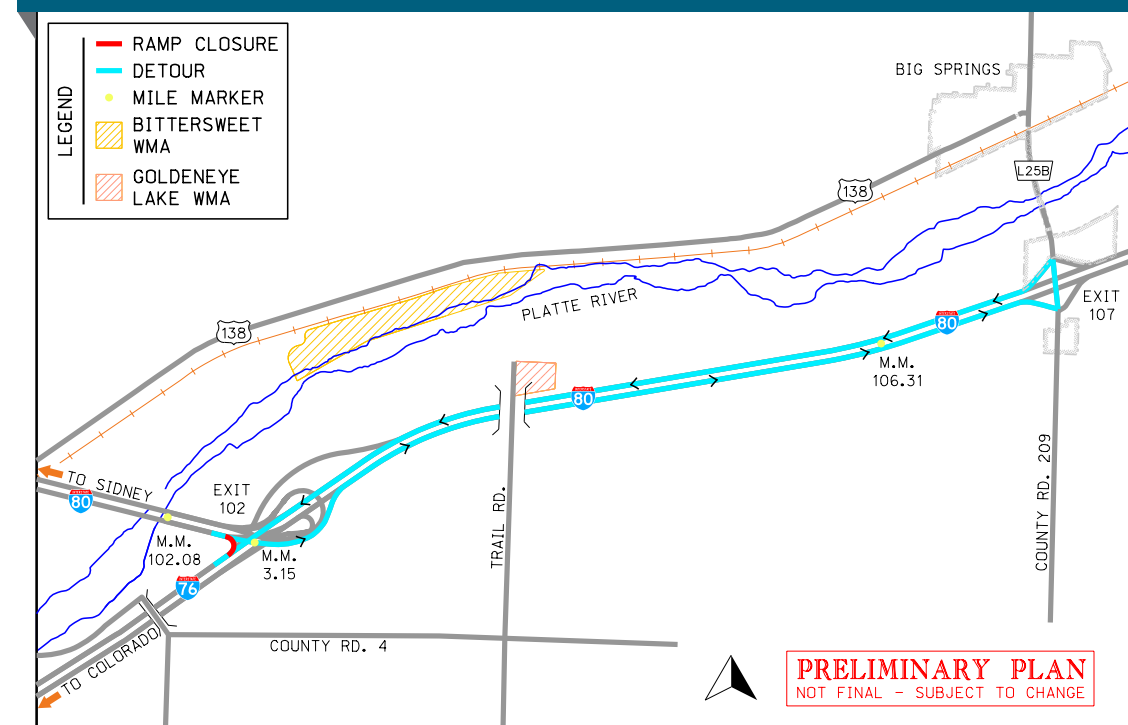 LEGEND
RAMP CLOSURE
DETOUR
MILE MARKER
BITTERSWEET
WMA
GOLDENEYE
LAKE WMA
BIG SPRINGS
L25B
138
138
PLATTE RIVER
EXIT
107
80
M.M.
106.31
80
TO SIDNEY
80
EXIT
102
M.M.
102.08
M.M.
3.15
76
TRAIL RD.
COUNTY RD. 209
COUNTY RD. 4
TO COLORADO
PRELIMINARY PLAN
NOT FINAL - SUBJECT TO CHANGE